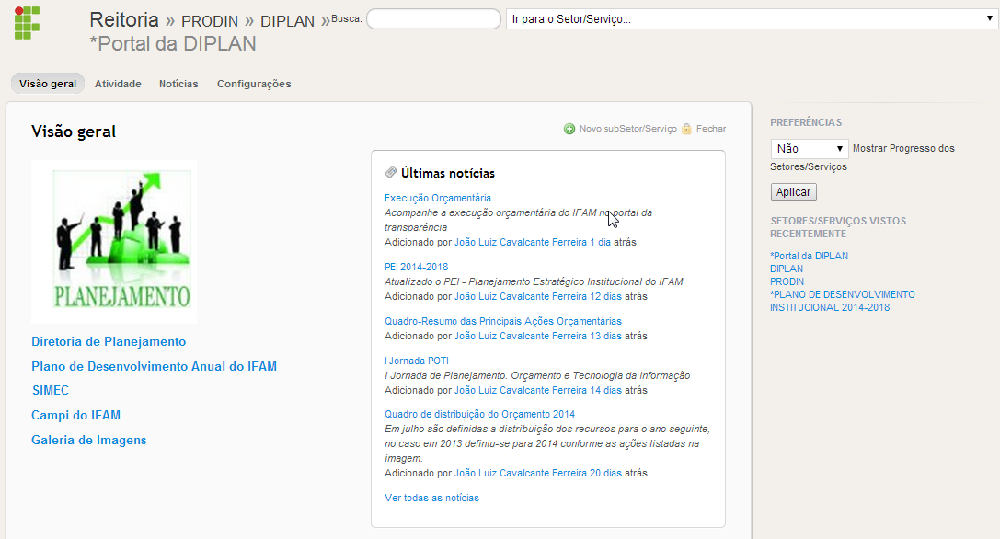 Reitoria » PRODIN » DIPLAN »
*Portal da DIPLAN
Busca:
Ir para o Setor/Serviço...
Visão geral
Atividade
Notícias
Configurações
Visão geral
Novo subSetor/Serviço
Fechar
PLANEJAMENTO
Diretoria de Planejamento
Plano de Desenvolvimento Anual do IFAM
SIMEC
Campi do IFAM
Galeria de Imagens
Últimas notícias
Execução Orçamentária
Acompanhe a execução orçamentária do IFAM no portal da
transparência
Adicionado por João Luiz Cavalcante Ferreira 1 dia atrás
PEI 2014-2018
Atualizado o PEI - Planejamento Estratégico Institucional do IFAM
Adicionado por João Luiz Cavalcante Ferreira 12 dias atrás
Quadro-Resumo das Principais Ações Orçamentárias
Adicionado por João Luiz Cavalcante Ferreira 13 dias atrás
I Jornada POTI
I Jornada de Planejamento. Orçamento e Tecnologia da Informação
Adicionado por João Luiz Cavalcante Ferreira 14 dias atrás
Quadro de distribuição do Orçamento 2014
Em julho são definidas a distribuição dos recursos para o ano seguinte,
no caso em 2013 definiu-se para 2014 conforme as ações listadas na
imagem.
Adicionado por João Luiz Cavalcante Ferreira 20 dias atrás
Ver todas as notícias
PREFERÊNCIAS
Não
Mostrar Progresso dos
Setores/Serviços
Aplicar
SETORES/SERVIÇOS VISTOS
RECENTEMENTE
*Portal da DIPLAN
DIPLAN
PRODIN
*PLANO DE DESENVOLVIMENTO
INSTITUCIONAL 2014-2018